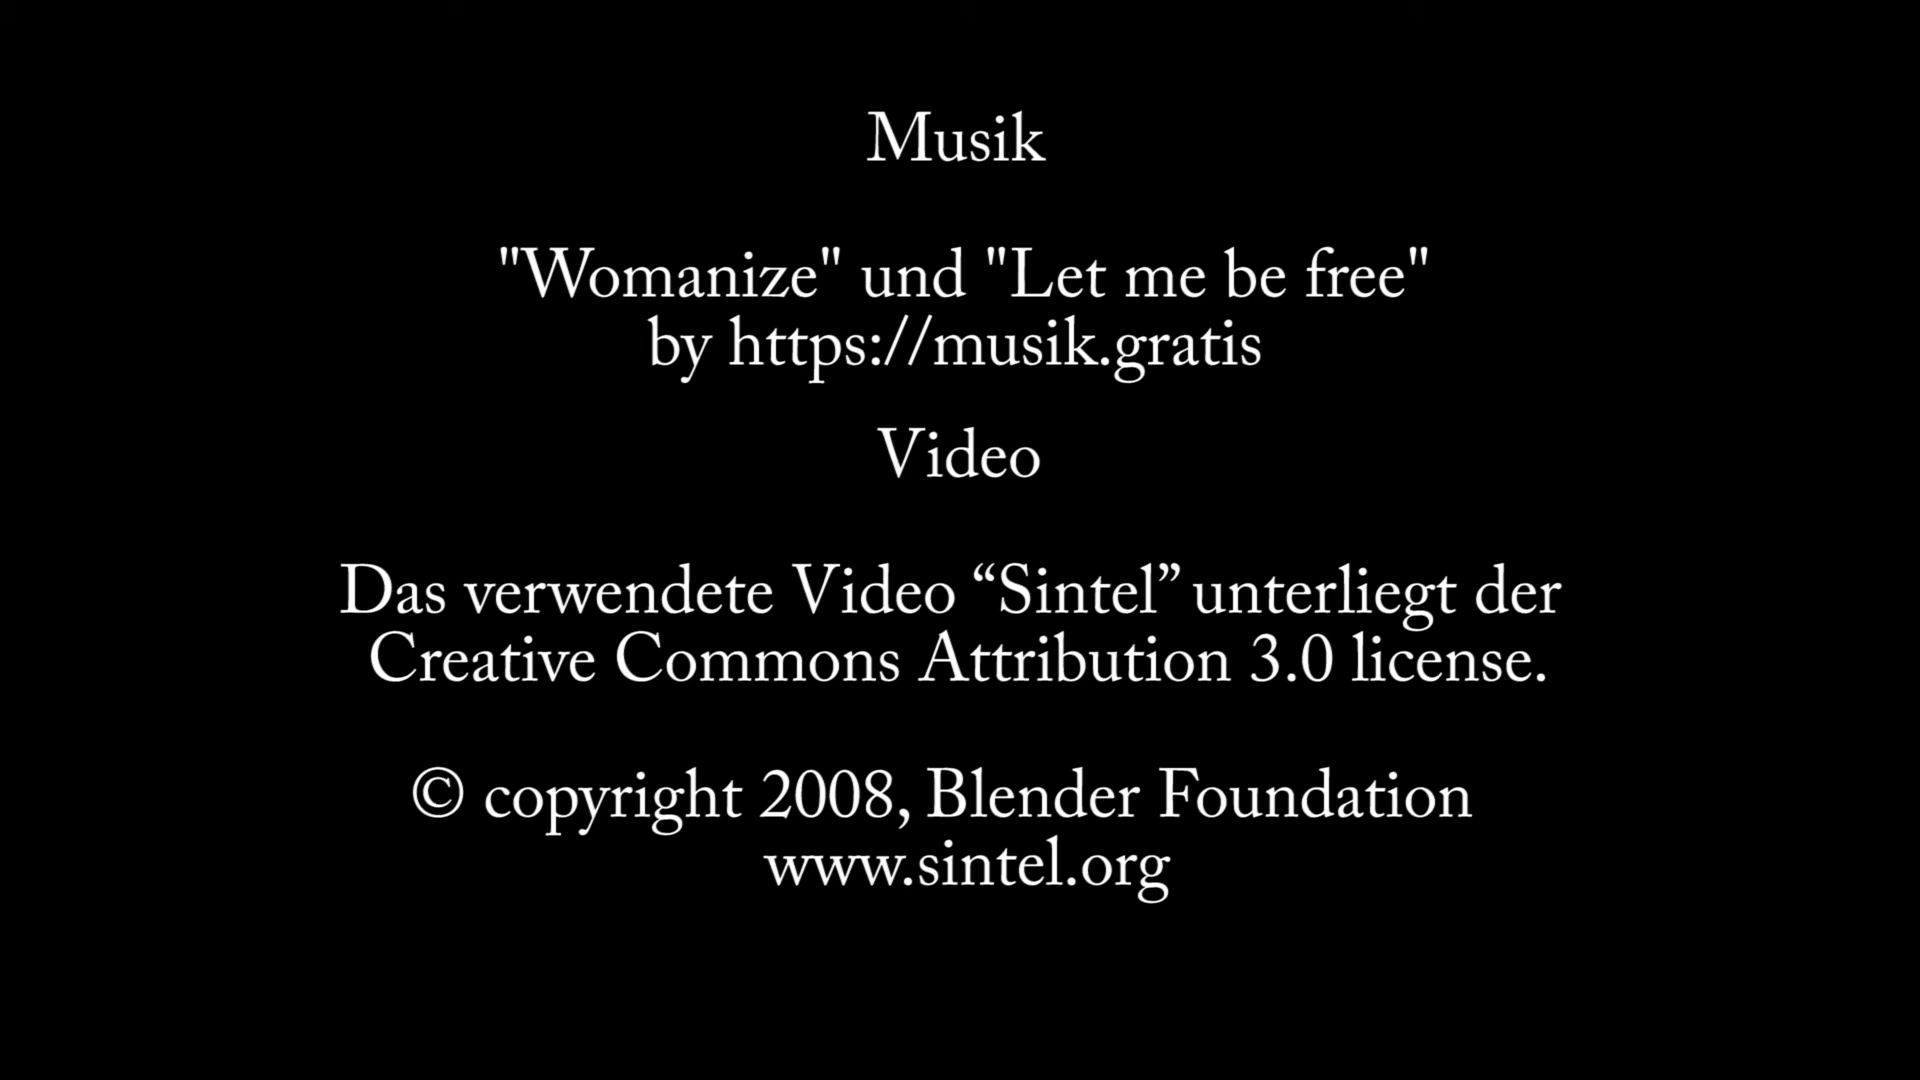 Musik
"Womanize" und "Let me be free"
by https://musik.gratis
Video
Das verwendete Video “Sintel” unterliegt der
Creative Commons Attribution 3.0 license.
© copyright 2008, Blender Foundation
www.sintel.org